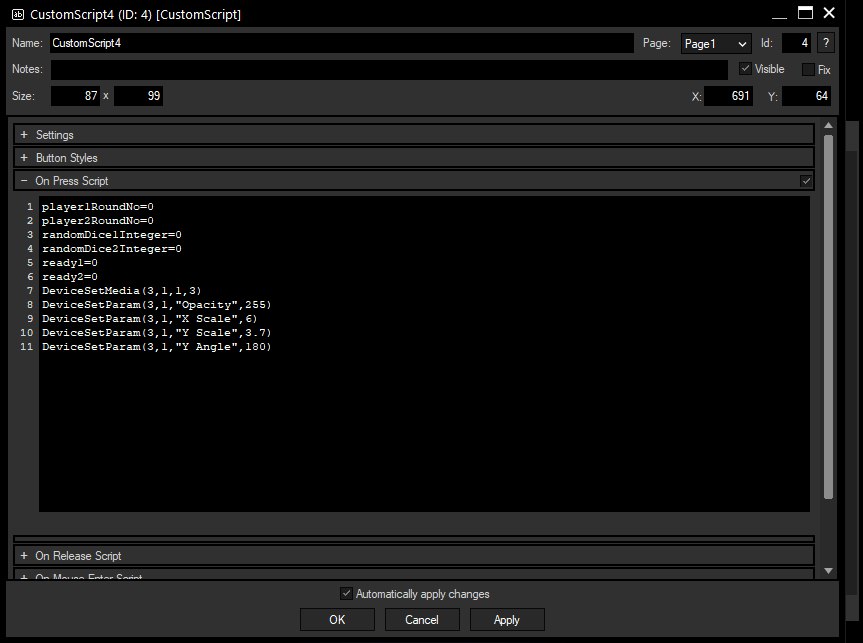 CustomScript4 (ID: 4) [CustomScript]
Name: CustomScript4 Page: Page1 Id: 4 ?
Notes: Visible Fix
Size: 87 x 99 X: 691 Y: 64
+ Settings
+ Button Styles
− On Press Script
1 player1RoundNo=0
2 player2RoundNo=0
3 randomDice1Integer=0
4 randomDice2Integer=0
5 ready1=0
6 ready2=0
7 DeviceSetMedia(3,1,1,3)
8 DeviceSetParam(3,1,"Opacity",255)
9 DeviceSetParam(3,1,"X Scale",6)
10 DeviceSetParam(3,1,"Y Scale",3.7)
11 DeviceSetParam(3,1,"Y Angle",180)
+ On Release Script
+ On Mouse Enter Script
Automatically apply changes
OK Cancel Apply